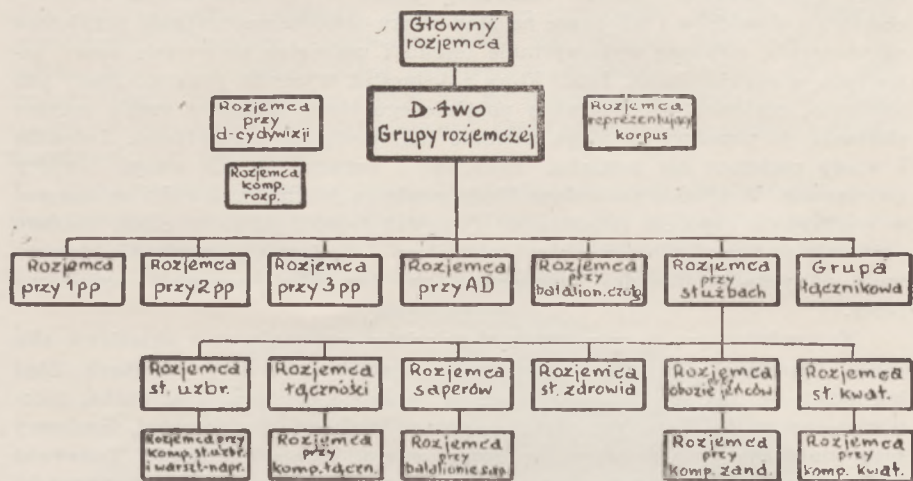 Główny
rozjemca
Rozjemca
przy
d-cydywizji
D 4wo
Grupy rozjemczej
Rozjemca
reprezentujący
korpus
Rozjemca
komp.
rozp.
Rozjemca
przy 1 pp
Rozjemca
przy 2 pp
Rozjemca
przy 3 pp
Rozjemca
przy AD
Rozjemca
przy
batalion.czołg.
Rozjemca
przy
służbach
Grupa
łącznikowa
Rozjemca
st. uzbr.
Rozjemca
łączności
Rozjemca
saperów
Rozjemca
st. zdrowia
Rozjemca
przy
obozie jeńców
Rozjemca
st. kwat.
Rozjemca przy
komp. st. uzbr.
i warszt-napr.
Rozjemca
przy
komp. łączn.
Rozjemca
przy
batalionie sap.
Rozjemca
przy
komp. żand.
Rozjemca
przy
komp. kwat.